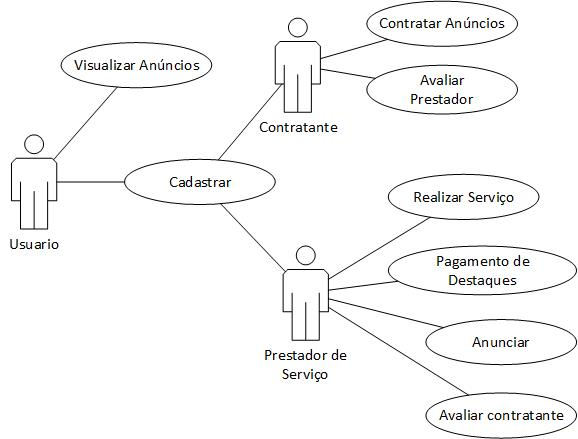 Contratar Anúncios
Visualizar Anúncios
Avaliar
Prestador
Contratante
Cadastrar
Realizar Serviço
Usuario
Pagamento de
Destaques
Anunciar
Prestador de
Serviço
Avaliar contratante